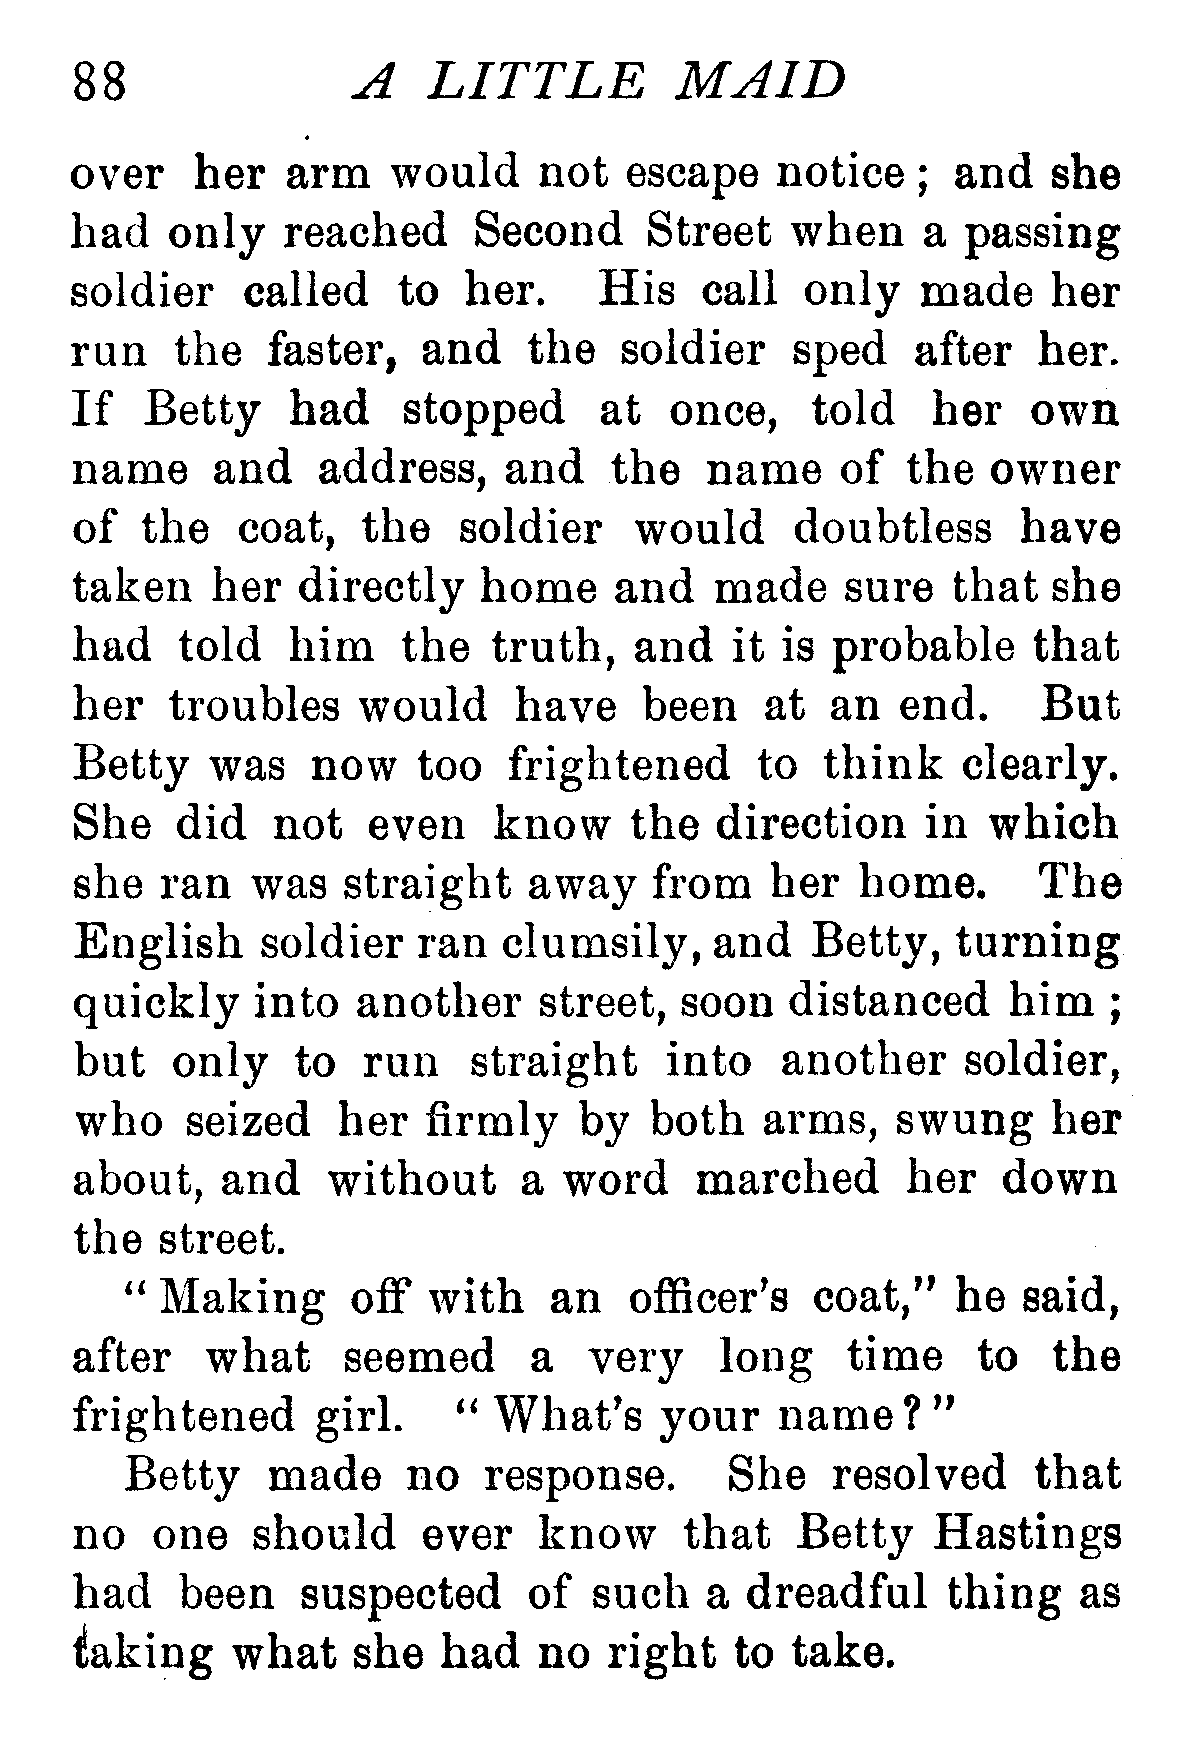 88 A LITTLE MAID
over her arm would not escape notice ; and she
had only reached Second Street when a passing
soldier called to her. His call only made her
run the faster, and the soldier sped after her.
If Betty had stopped at once, told her own
name and address, and the name of the owner
of the coat, the soldier would doubtless have
taken her directly home and made sure that she
had told him the truth, and it is probable that
her troubles would have been at an end. But
Betty was now too frightened to think clearly.
She did not even know the direction in which
she ran was straight away from her home. The
English soldier ran clumsily, and Betty, turning
quickly into another street, soon distanced him ;
but only to run straight into another soldier,
who seized her firmly by both arms, swung her
about, and without a word marched her down
the street.
“ Making off with an officer’s coat,” he said,
after what seemed a very long time to the
frightened girl. “ What’s your name ? ”
Betty made no response. She resolved that
no one should ever know that Betty Hastings
had been suspected of such a dreadful thing as
taking what she had no right to take.